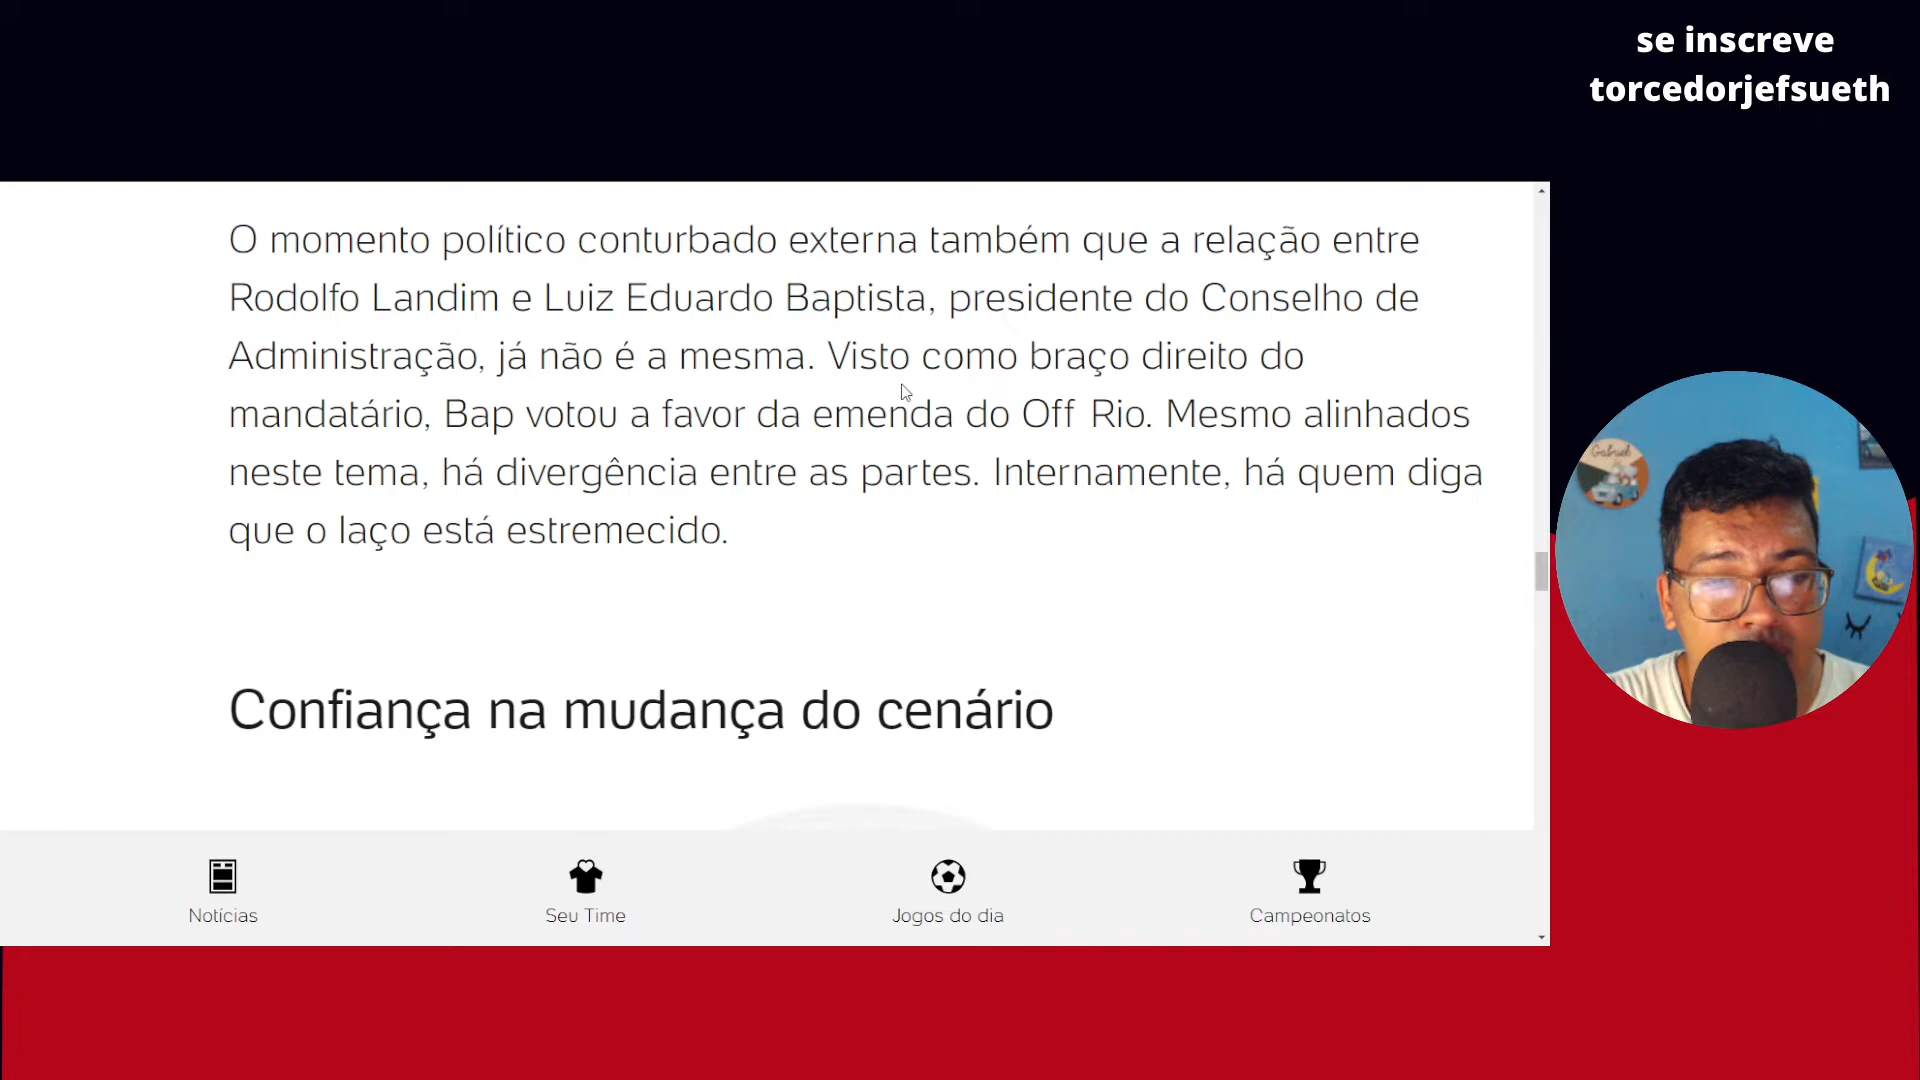 se inscreve
torcedorjefsueth
O momento político conturbado externa também que a relação entre
Rodolfo Landim e Luiz Eduardo Baptista, presidente do Conselho de
Administração, já não é a mesma. Visto como braço direito do
mandatário, Bap votou a favor da emenda do Off Rio. Mesmo alinhados
neste tema, há divergência entre as partes. Internamente, há quem diga
que o laço está estremecido.
Gabriel
Confiança na mudança do cenário
Notícias
Seu Time
Jogos do dia
Campeonatos